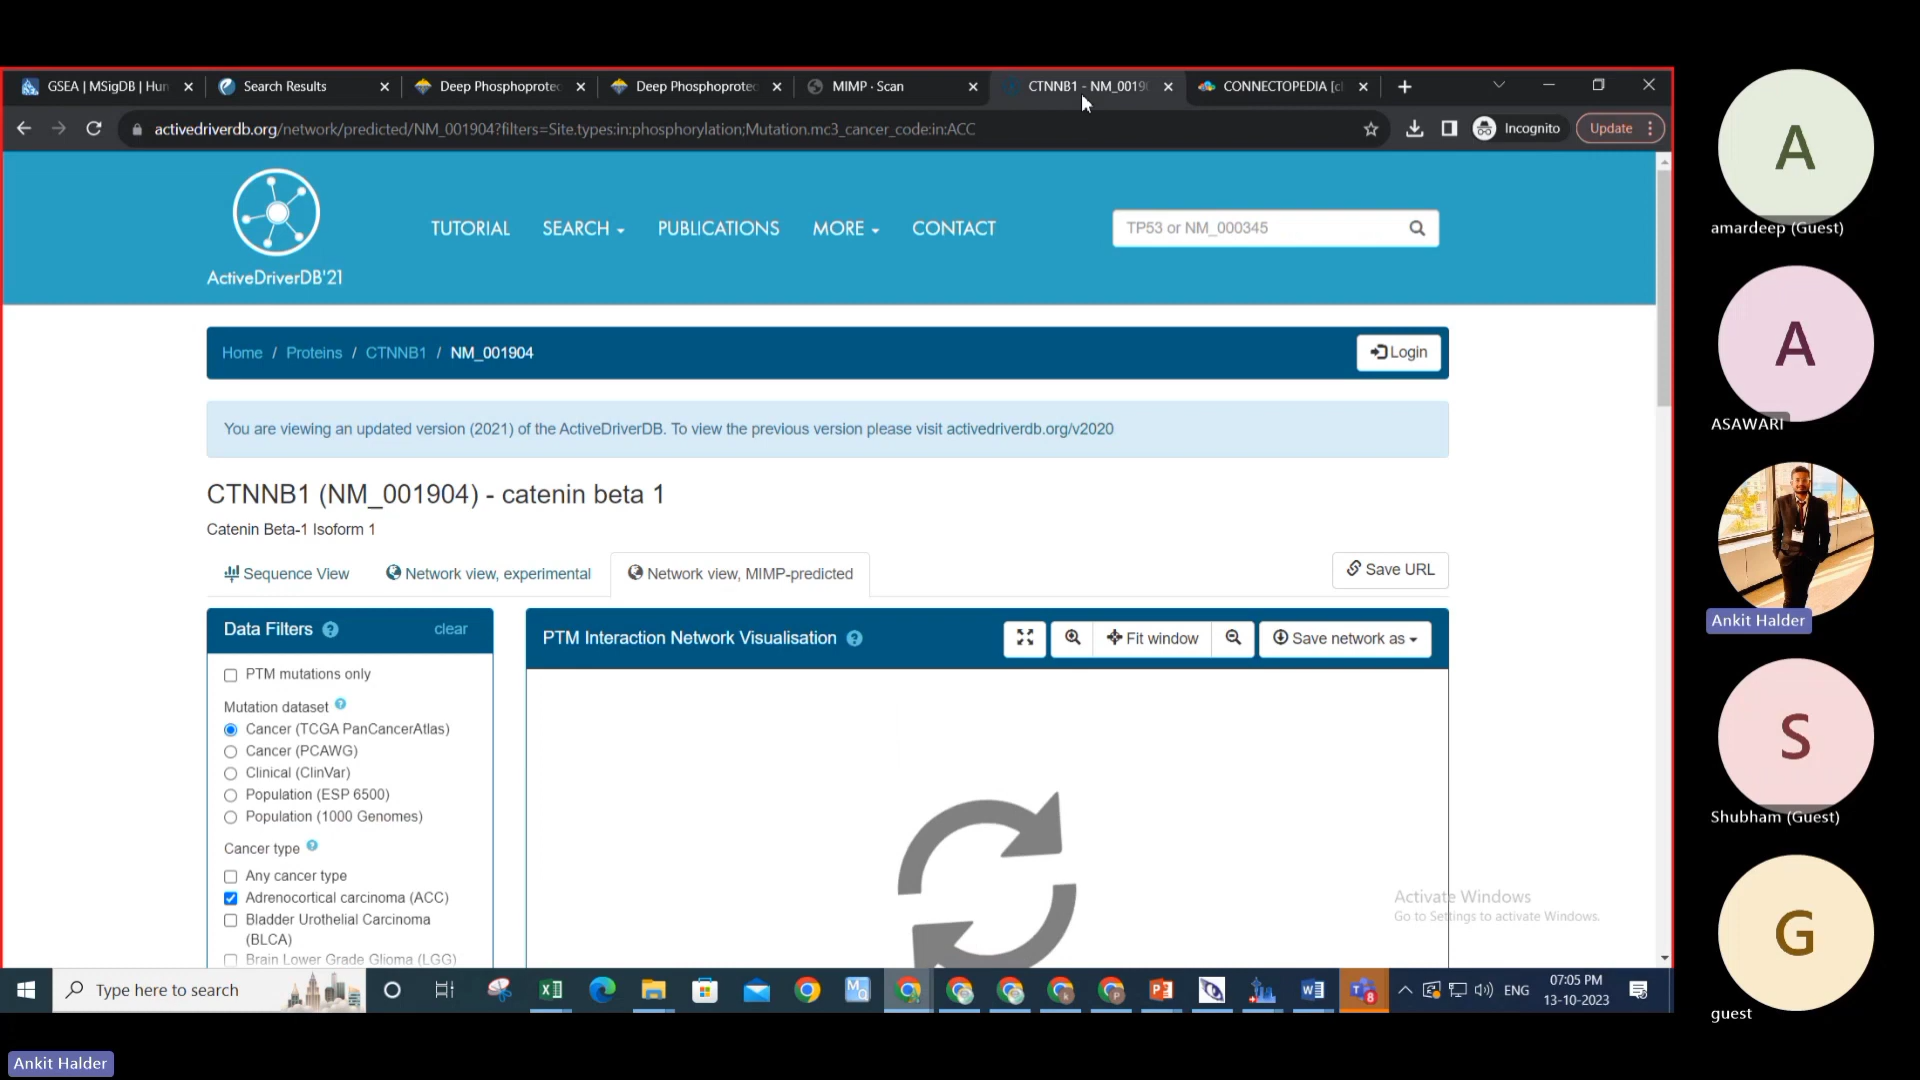 GSEA | MSigDB | Hun
Search Results
Deep Phosphoprotec
Deep Phosphoprotec
MIMP · Scan
CTNNB1 - NM_0019
CONNECTOPEDIA [cl
activedriverdb.org/network/predicted/NM_001904?filters=Site.types:in:phosphorylation;Mutation.mc3_cancer_code:in:ACC
Incognito
Update
ActiveDriverDB'21
TUTORIAL
SEARCH
PUBLICATIONS
MORE
CONTACT
TP53 or NM_000345
Home / Proteins / CTNNB1 / NM_001904
Login
You are viewing an updated version (2021) of the ActiveDriverDB. To view the previous version please visit activedriverdb.org/v2020
CTNNB1 (NM_001904) - catenin beta 1
Catenin Beta-1 Isoform 1
Sequence View
Network view, experimental
Network view, MIMP-predicted
Save URL
Data Filters ?
clear
PTM mutations only
Mutation dataset ?
Cancer (TCGA PanCancerAtlas)
Cancer (PCAWG)
Clinical (ClinVar)
Population (ESP 6500)
Population (1000 Genomes)
Cancer type ?
Any cancer type
Adrenocortical carcinoma (ACC)
Bladder Urothelial Carcinoma
(BLCA)
Brain Lower Grade Glioma (LGG)
PTM Interaction Network Visualisation ?
Fit window
Save network as
Activate Windows
Go to Settings to activate Windows.
Type here to search
ENG
07:05 PM
13-10-2023
A
amardeep (Guest)
A
ASAWARI
Ankit Halder
S
Shubham (Guest)
G
guest
Ankit Halder